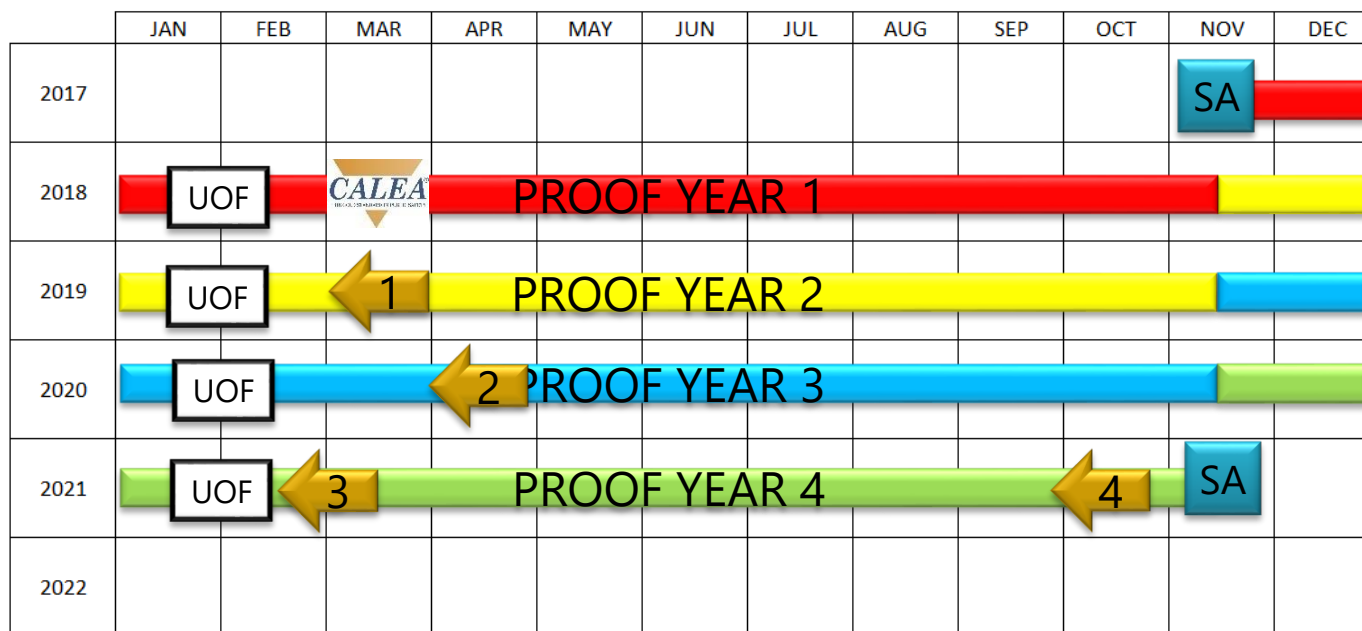 JAN FEB MAR APR MAY JUN JUL AUG SEP OCT NOV DEC
2017 SA
2018 UOF CALEA® PROOF YEAR 1
2019 UOF 1 PROOF YEAR 2
2020 UOF 2 PROOF YEAR 3
2021 UOF 3 PROOF YEAR 4 4 SA
2022